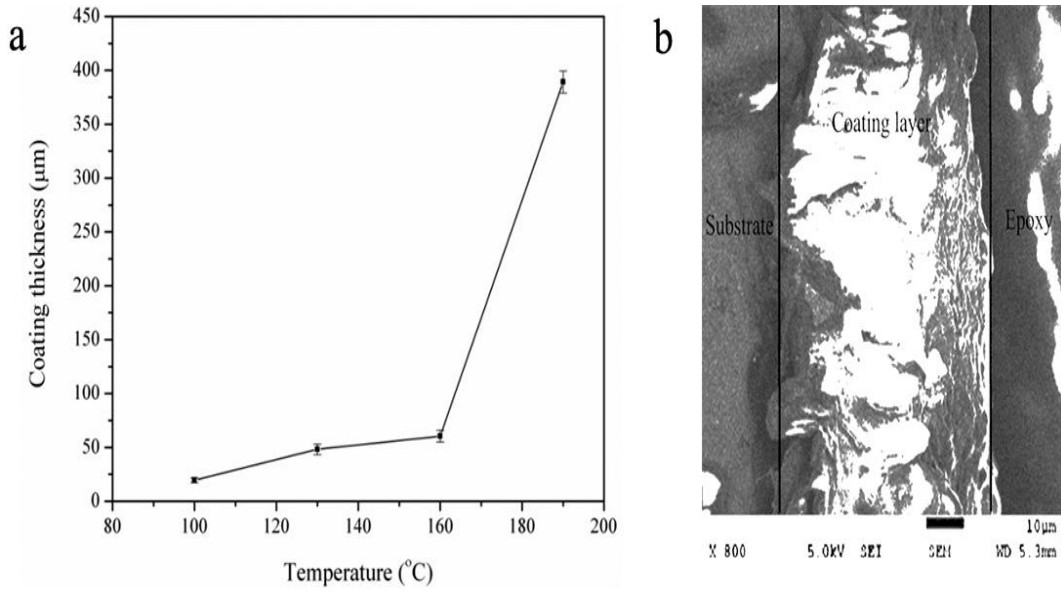 a
450
400
350
300
250
200
150
100
50
0
Coating thickness (µm)
80 100 120 140 160 180 200
Temperature (°C)
b
Coating layer
Substrate
Epoxy
10µm
X 800 5.0kV SEI SEM WD 5.3mm